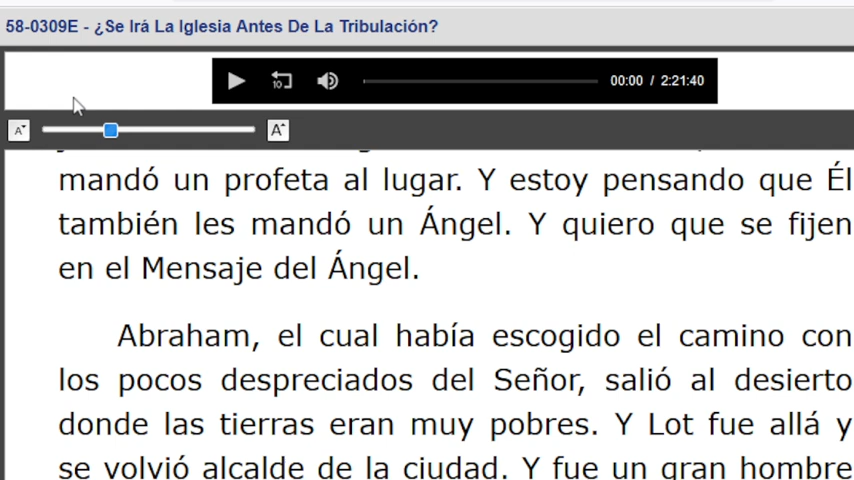 58-0309E - ¿Se Irá La Iglesia Antes De La Tribulación?
10
00:00 / 2:21:40
A
A
mandó un profeta al lugar. Y estoy pensando que Él
también les mandó un Ángel. Y quiero que se fijen
en el Mensaje del Ángel.
Abraham, el cual había escogido el camino con
los pocos despreciados del Señor, salió al desierto
donde las tierras eran muy pobres. Y Lot fue allá y
se volvió alcalde de la ciudad. Y fue un gran hombre